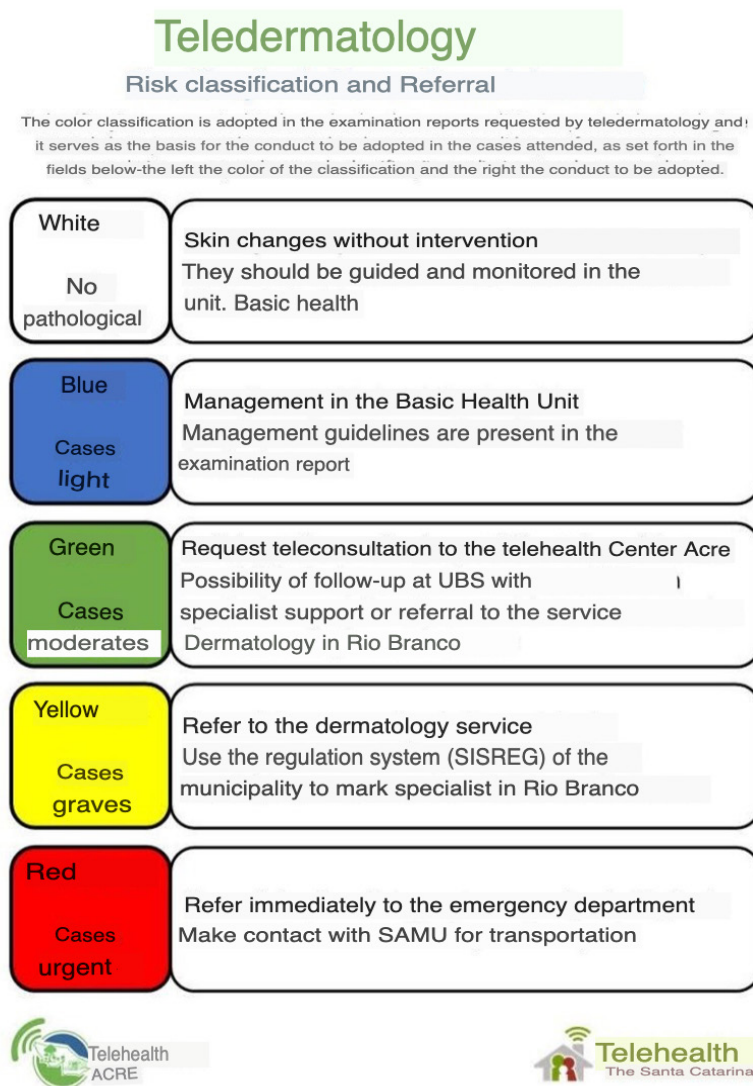 Teledermatology
Risk classification and Referral
The color classification is adopted in the examination reports requested by teledermatology and
it serves as the basis for the conduct to be adopted in the cases attended, as set forth in the
fields below-the left the color of the classification and the right the conduct to be adopted.
White
No
pathological
Skin changes without intervention
They should be guided and monitored in the
unit. Basic health
Blue
Cases
light
Management in the Basic Health Unit
Management guidelines are present in the
examination report
Green
Cases
moderates
Request teleconsultation to the telehealth Center Acre
Possibility of follow-up at UBS with
specialist support or referral to the service
Dermatology in Rio Branco
Yellow
Cases
graves
Refer to the dermatology service
Use the regulation system (SISREG) of the
municipality to mark specialist in Rio Branco
Red
Cases
urgent
Refer immediately to the emergency department
Make contact with SAMU for transportation
Telehealth
ACRE
Telehealth
The Santa Catarina